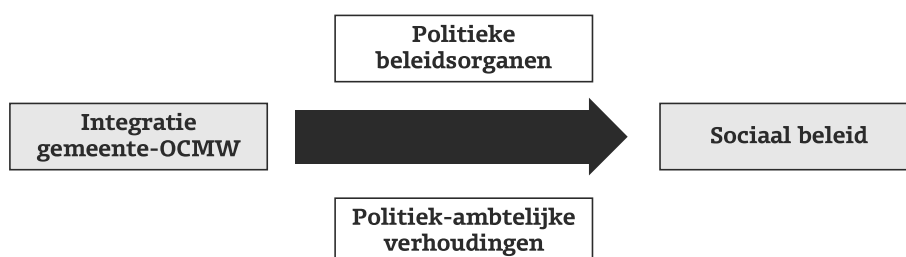 Politieke
beleidsorganen
Integratie
gemeente-OCMW
Sociaal beleid
Politiek-ambtelijke
verhoudingen